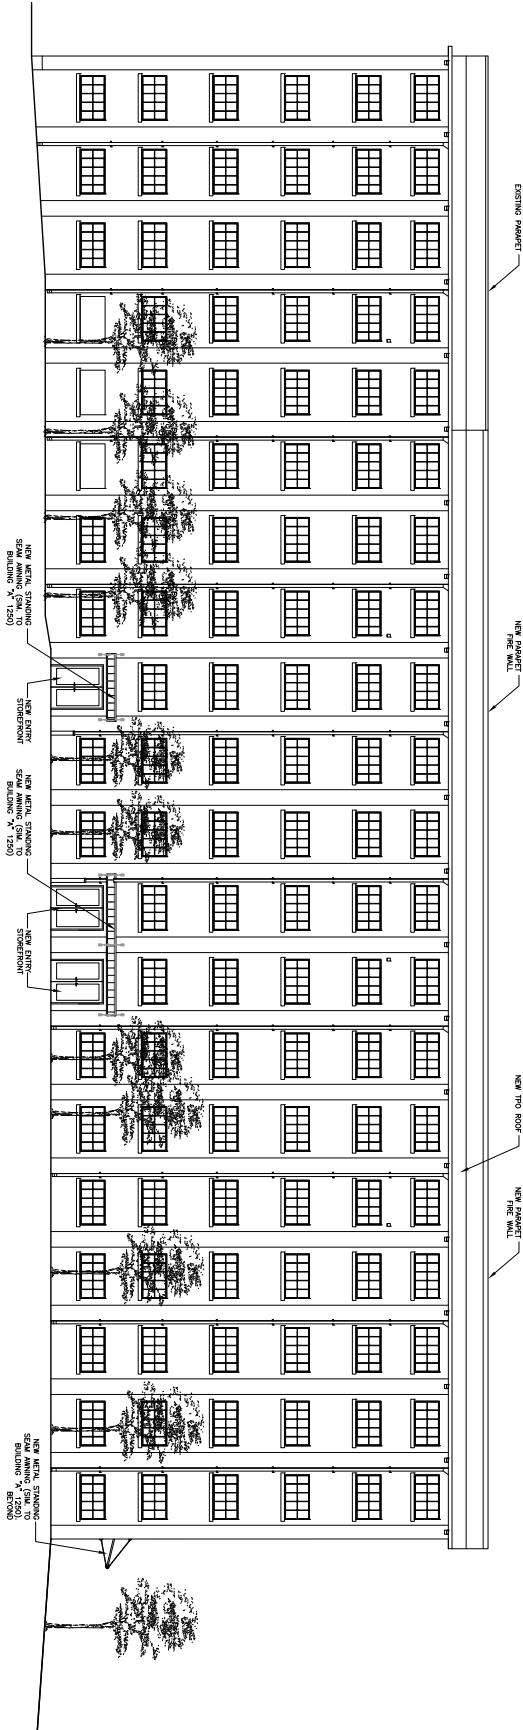 EXISTING PARAPET
NEW PARAPET
FIRE WALL
NEW TPO ROOF
NEW PARAPET
FIRE WALL
NEW METAL STANDING
SEAM AWNING (SIM. TO
BUILDING "A" 1250)
NEW ENTRY
STOREFRONT
NEW METAL STANDING
SEAM AWNING (SIM. TO
BUILDING "A" 1250)
NEW ENTRY
STOREFRONT
NEW METAL STANDING
SEAM AWNING (SIM. TO
BUILDING "A" 1250).
BEYOND